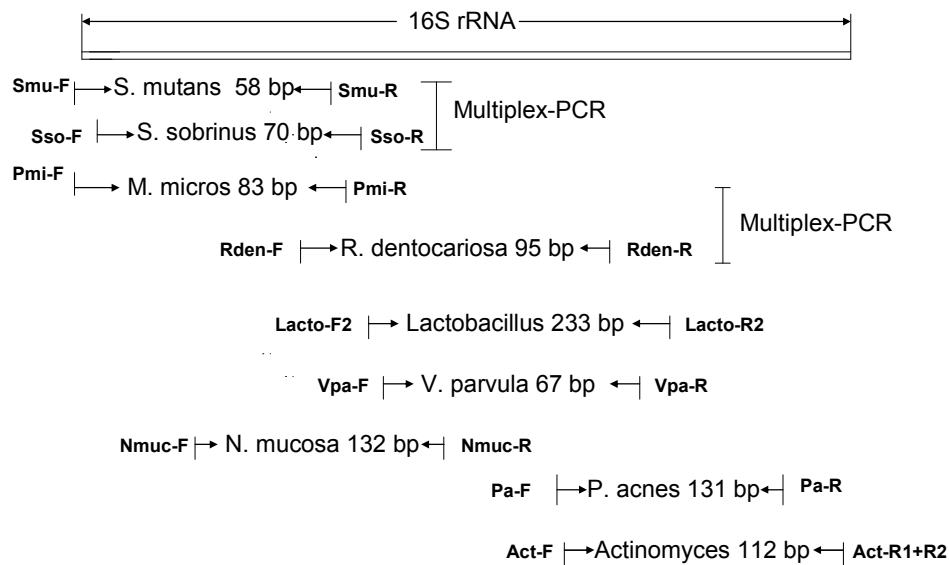 16S rRNA
Smu-F S. mutans 58 bp Smu-R
Multiplex-PCR
Sso-F S. sobrinus 70 bp Sso-R
Pmi-F M. micros 83 bp Pmi-R
Multiplex-PCR
Rden-F R. dentocariosa 95 bp Rden-R
Lacto-F2 Lactobacillus 233 bp Lacto-R2
Vpa-F V. parvula 67 bp Vpa-R
Nmuc-F N. mucosa 132 bp Nmuc-R
Pa-F P. acnes 131 bp Pa-R
Act-F Actinomyces 112 bp Act-R1+R2